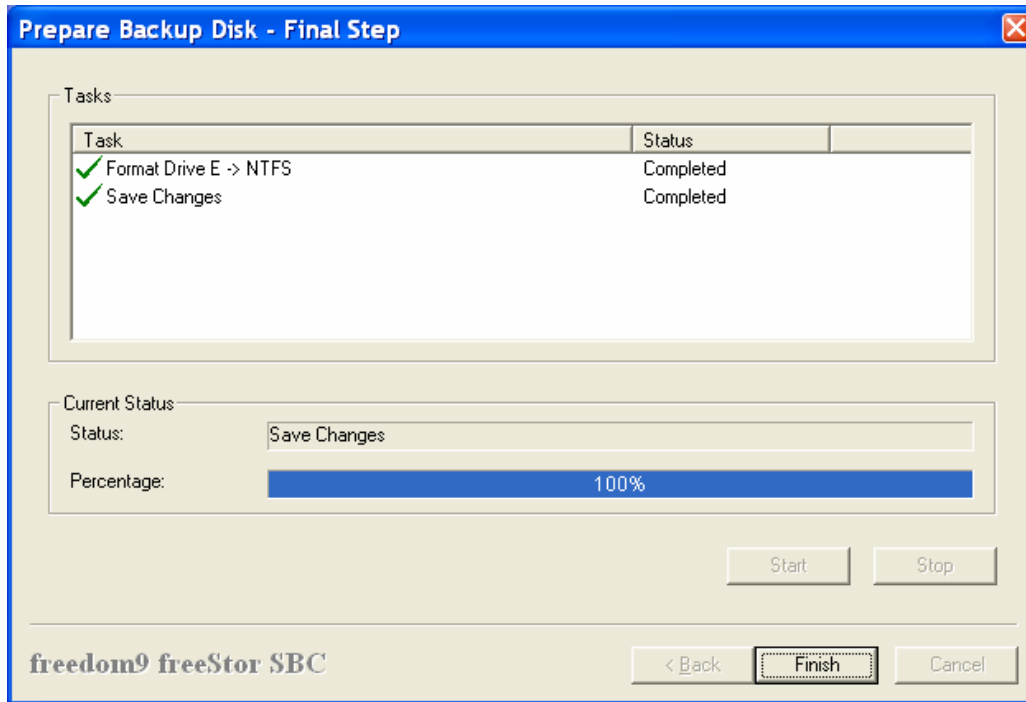 Prepare Backup Disk - Final Step
Tasks
Task Status
Format Drive E -> NTFS Completed
Save Changes Completed
Current Status
Status: Save Changes
Percentage: 100%
Start Stop
freedom9 freeStor SBC < Back Finish Cancel